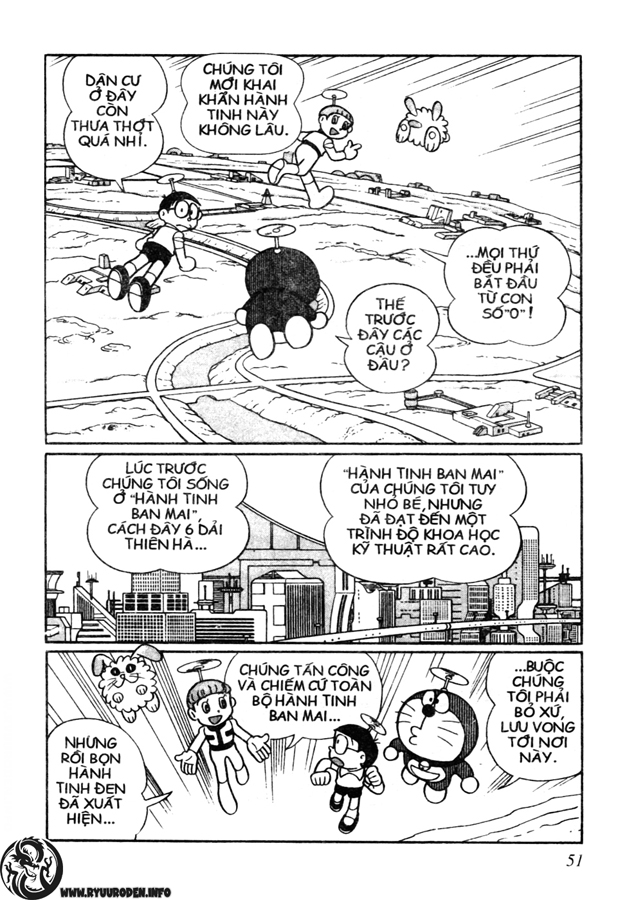 DÂN CƯ
Ở ĐÂY
CÒN
THƯA THỚT
QUÁ NHỈ.
CHÚNG TÔI
MỚI KHAI
KHẨN HÀNH
TINH NÀY
KHÔNG LÂU.
...MỌI THỨ
ĐỀU PHẢI
BẮT ĐẦU
TỪ CON
SỐ "0"!
THẾ
TRƯỚC
ĐÂY CÁC
CẬU Ở
ĐÂU?
LÚC TRƯỚC
CHÚNG TÔI SỐNG
Ở "HÀNH TINH
BAN MAI",
CÁCH ĐÂY 6 DẢI
THIÊN HÀ...
"HÀNH TINH BAN MAI"
CỦA CHÚNG TÔI TUY
NHỎ BÉ, NHƯNG
ĐÃ ĐẠT ĐẾN MỘT
TRÌNH ĐỘ KHOA HỌC
KỸ THUẬT RẤT CAO.
NHƯNG
RỒI BỌN
HÀNH
TINH ĐEN
ĐÃ XUẤT
HIỆN...
CHÚNG TẤN CÔNG
VÀ CHIẾM CỨ TOÀN
BỘ HÀNH TINH
BAN MAI...
...BUỘC
CHÚNG
TÔI PHẢI
BỎ XỨ,
LƯU VONG
TỚI NƠI
NÀY.
51
WWW.RYUURODEN.INFO